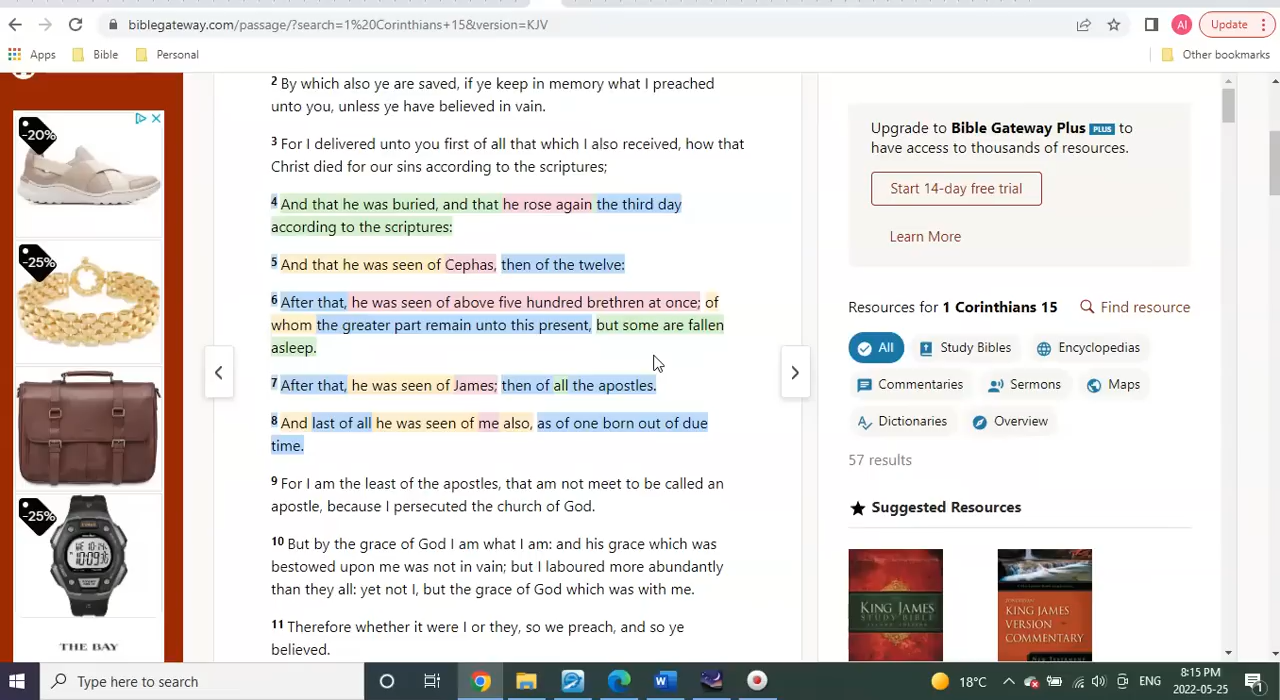 biblegateway.com/passage/?search=1%20Corinthians+15&version=KJV
AI
Update
Apps
Bible
Personal
Other bookmarks
-20%
-25%
-25%
THE BAY
2 By which also ye are saved, if ye keep in memory what I preached
unto you, unless ye have believed in vain.
3 For I delivered unto you first of all that which I also received, how that
Christ died for our sins according to the scriptures;
4 And that he was buried, and that he rose again the third day
according to the scriptures:
5 And that he was seen of Cephas, then of the twelve:
6 After that, he was seen of above five hundred brethren at once; of
whom the greater part remain unto this present, but some are fallen
asleep.
7 After that, he was seen of James; then of all the apostles.
8 And last of all he was seen of me also, as of one born out of due
time.
9 For I am the least of the apostles, that am not meet to be called an
apostle, because I persecuted the church of God.
10 But by the grace of God I am what I am: and his grace which was
bestowed upon me was not in vain; but I laboured more abundantly
than they all: yet not I, but the grace of God which was with me.
11 Therefore whether it were I or they, so we preach, and so ye
believed.
Upgrade to Bible Gateway Plus PLUS to
have access to thousands of resources.
Start 14-day free trial
Learn More
Resources for 1 Corinthians 15
Find resource
All
Study Bibles
Encyclopedias
Commentaries
Sermons
Maps
Dictionaries
Overview
57 results
Suggested Resources
KING JAMES
STUDY BIBLE
KING JAMES
VERSION
COMMENTARY
Type here to search
18°C
ENG
8:15 PM
2022-05-25
1